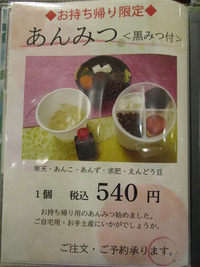 ◆お持ち帰り限定◆
あんみつ<黒みつ付>
寒天・あんこ・あんず・求肥・えんどう豆
1個 税込 540円
お持ち帰り用のあんみつ始めました。
ご自宅用・お手土産にいかがでしょうか。
ご注文・ご予約承ります。